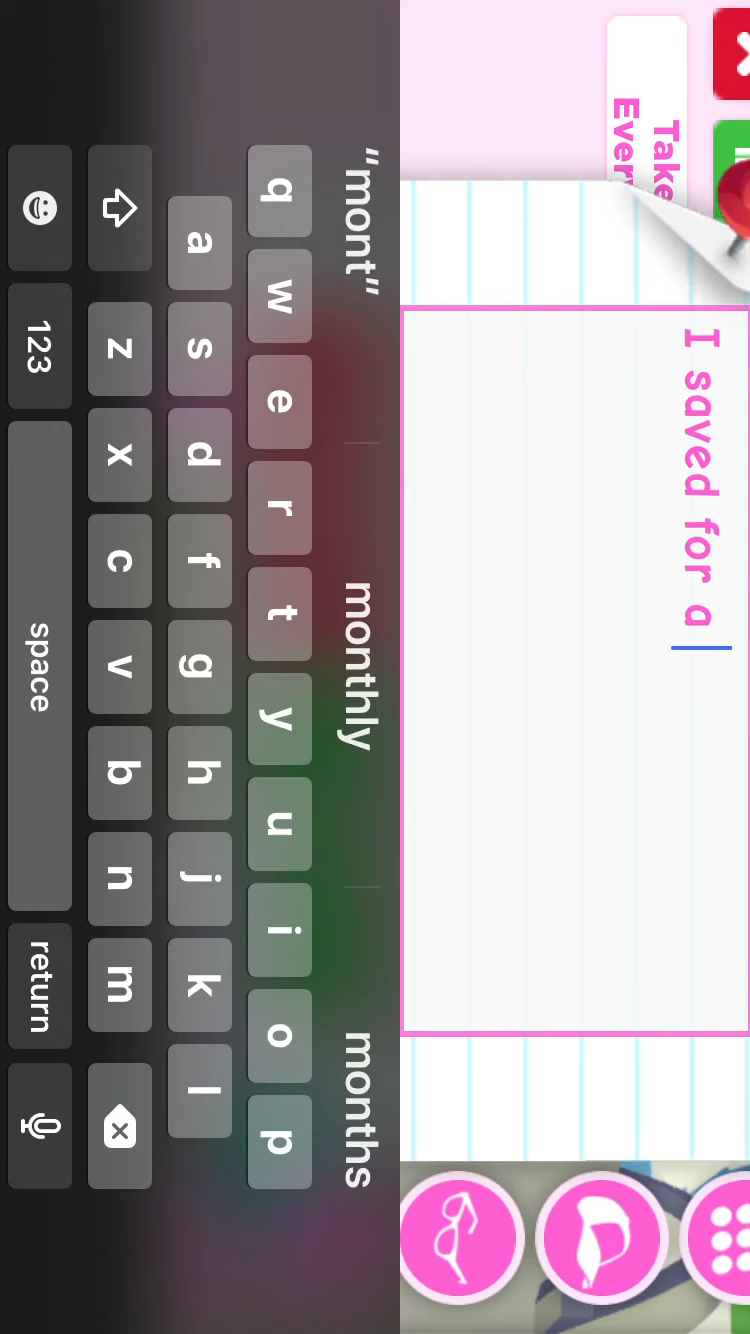 Take
Ever
I saved for a
"mont" monthly months
q w e r t y u i o p
a s d f g h j k l
z x c v b n m
123 space return